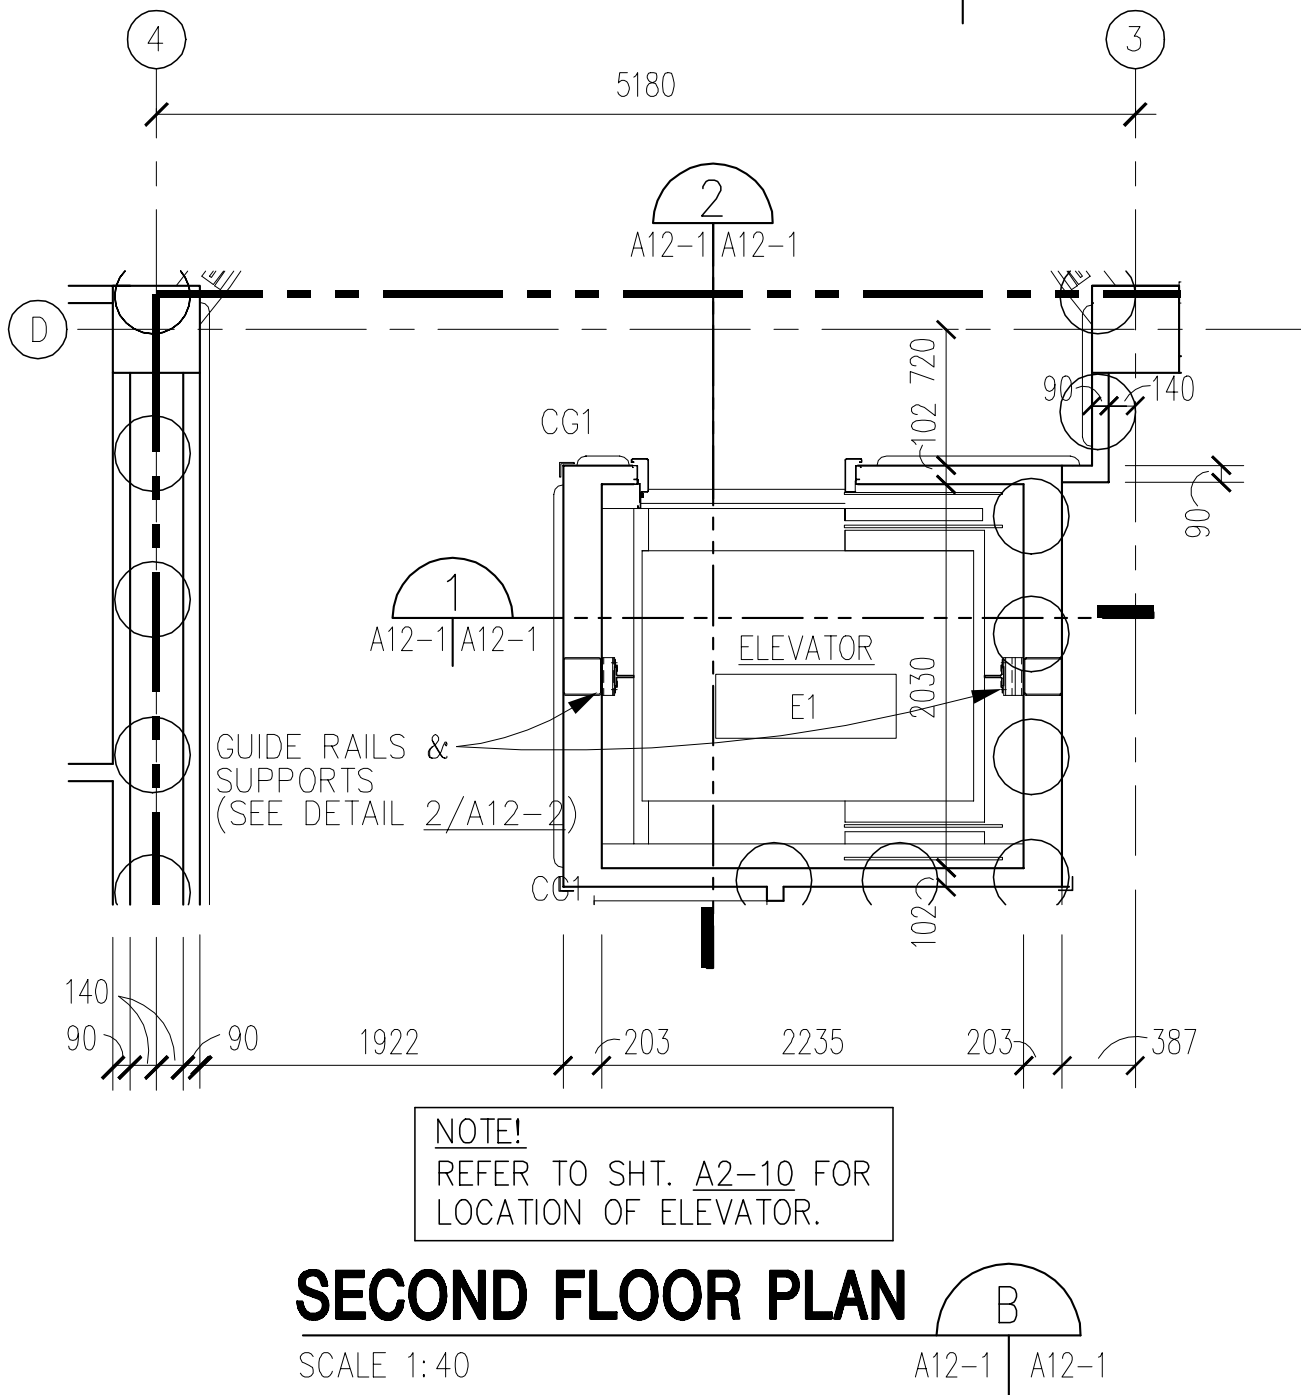 4
3
5180
2
A12-1 A12-1
D
720
102
90
140
CG1
90
1
A12-1 A12-1
ELEVATOR
E1
2030
GUIDE RAILS &
SUPPORTS
(SEE DETAIL 2/A12-2)
CG1
102
140
90
90
1922
203
2235
203
387
NOTE!
REFER TO SHT. A2-10 FOR
LOCATION OF ELEVATOR.
SECOND FLOOR PLAN
B
SCALE 1:40
A12-1 A12-1